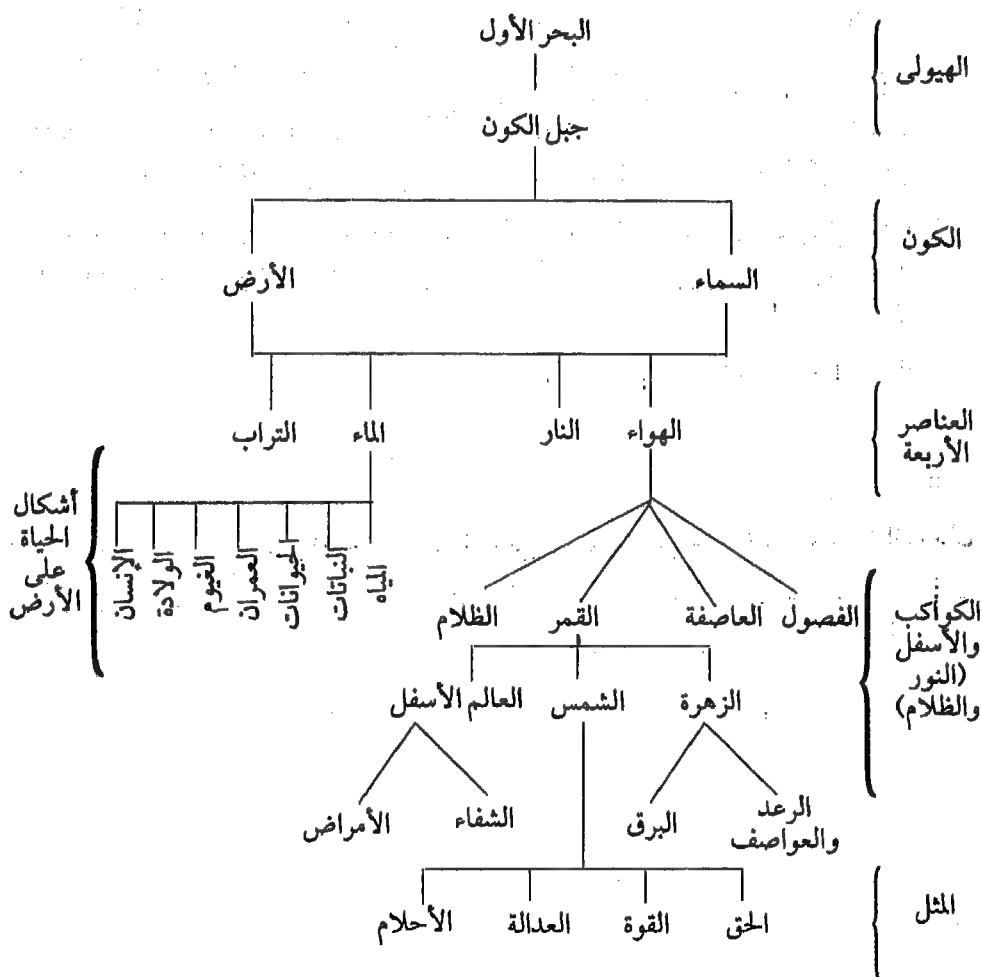 البحر الأول
الهيولى
جبل الكون
الكون
السماء
الأرض
العناصر
الأربعة
الهواء
النار
الماء
التراب
أشكال
الحياة
على
الأرض
المياه
النباتات
الحيوانات
العمران
الغيوم
الولادة
الإنسان
الكواكب
والأسفل
(النور
والظلام)
الفصول
العاصفة
القمر
الظلام
الزهرة
الشمس
العالم الأسفل
الرعد
والعواصف
البرق
الشفاء
الأمراض
المثل
الحق
القوة
العدالة
الأحلام